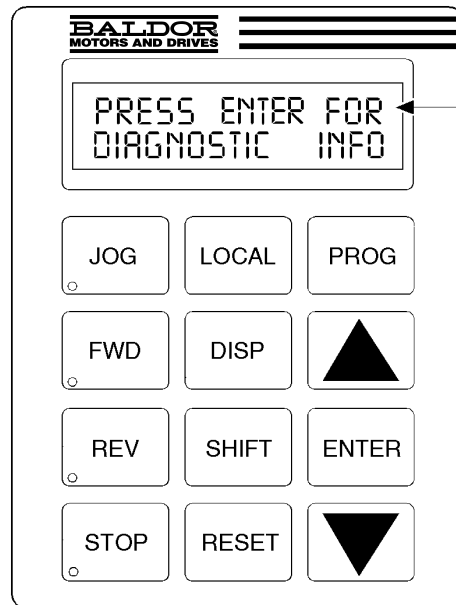 BALDOR
MOTORS AND DRIVES
PRESS ENTER FOR
DIAGNOSTIC INFO
JOG LOCAL PROG
FWD DISP
REV SHIFT ENTER
STOP RESET